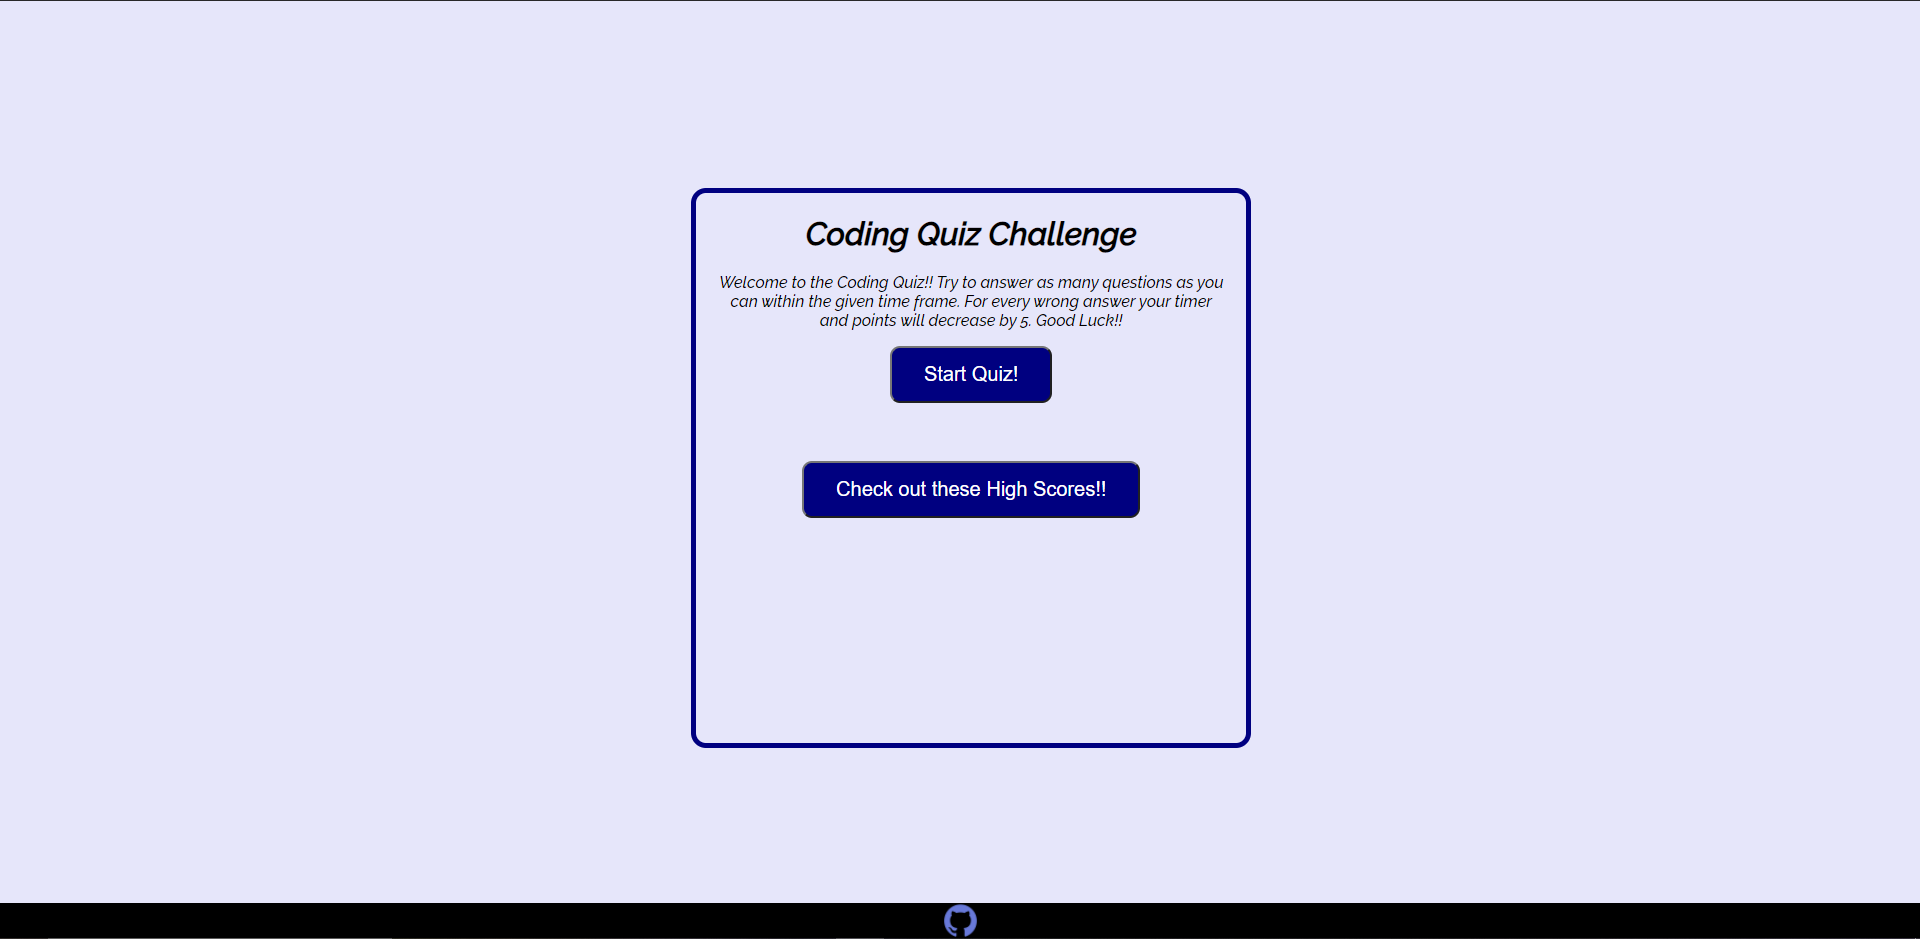 Coding Quiz Challenge
Welcome to the Coding Quiz!! Try to answer as many questions as you
can within the given time frame. For every wrong answer your timer
and points will decrease by 5. Good Luck!!
Start Quiz!
Check out these High Scores!!